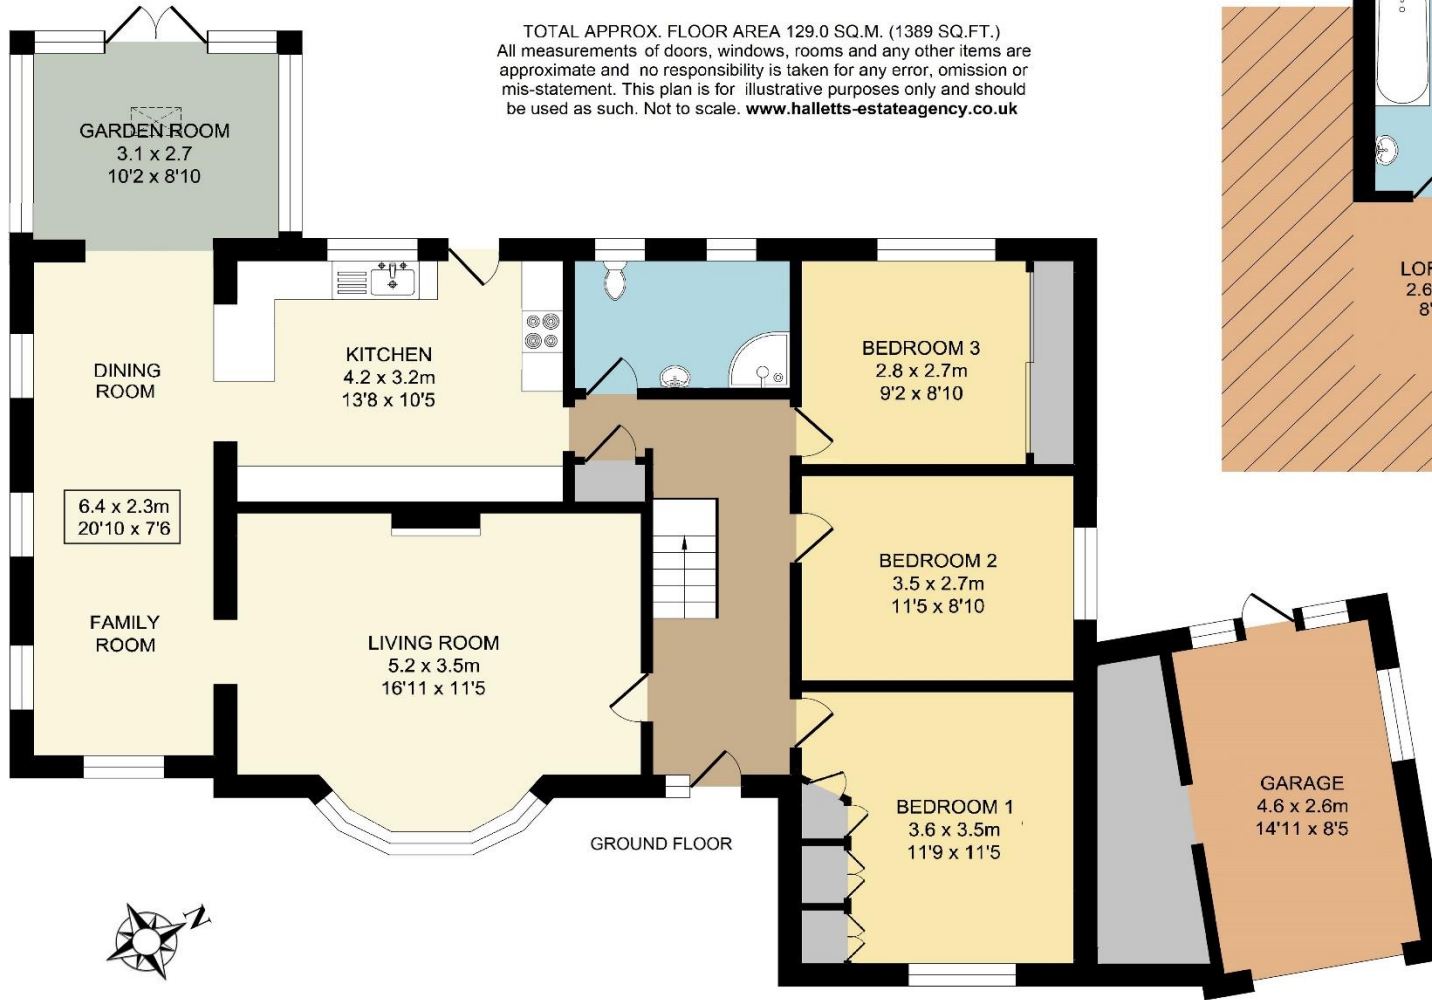 TOTAL APPROX. FLOOR AREA 129.0 SQ.M. (1389 SQ.FT.)
All measurements of doors, windows, rooms and any other items are
approximate and no responsibility is taken for any error, omission or
mis-statement. This plan is for illustrative purposes only and should
be used as such. Not to scale. www.halletts-estateagency.co.uk
GARDEN ROOM
3.1 x 2.7
10'2 x 8'10
DINING
ROOM
6.4 x 2.3m
20'10 x 7'6
FAMILY
ROOM
KITCHEN
4.2 x 3.2m
13'8 x 10'5
LIVING ROOM
5.2 x 3.5m
16'11 x 11'5
BEDROOM 3
2.8 x 2.7m
9'2 x 8'10
BEDROOM 2
3.5 x 2.7m
11'5 x 8'10
BEDROOM 1
3.6 x 3.5m
11'9 x 11'5
GROUND FLOOR
GARAGE
4.6 x 2.6m
14'11 x 8'5
2.6
8'
N